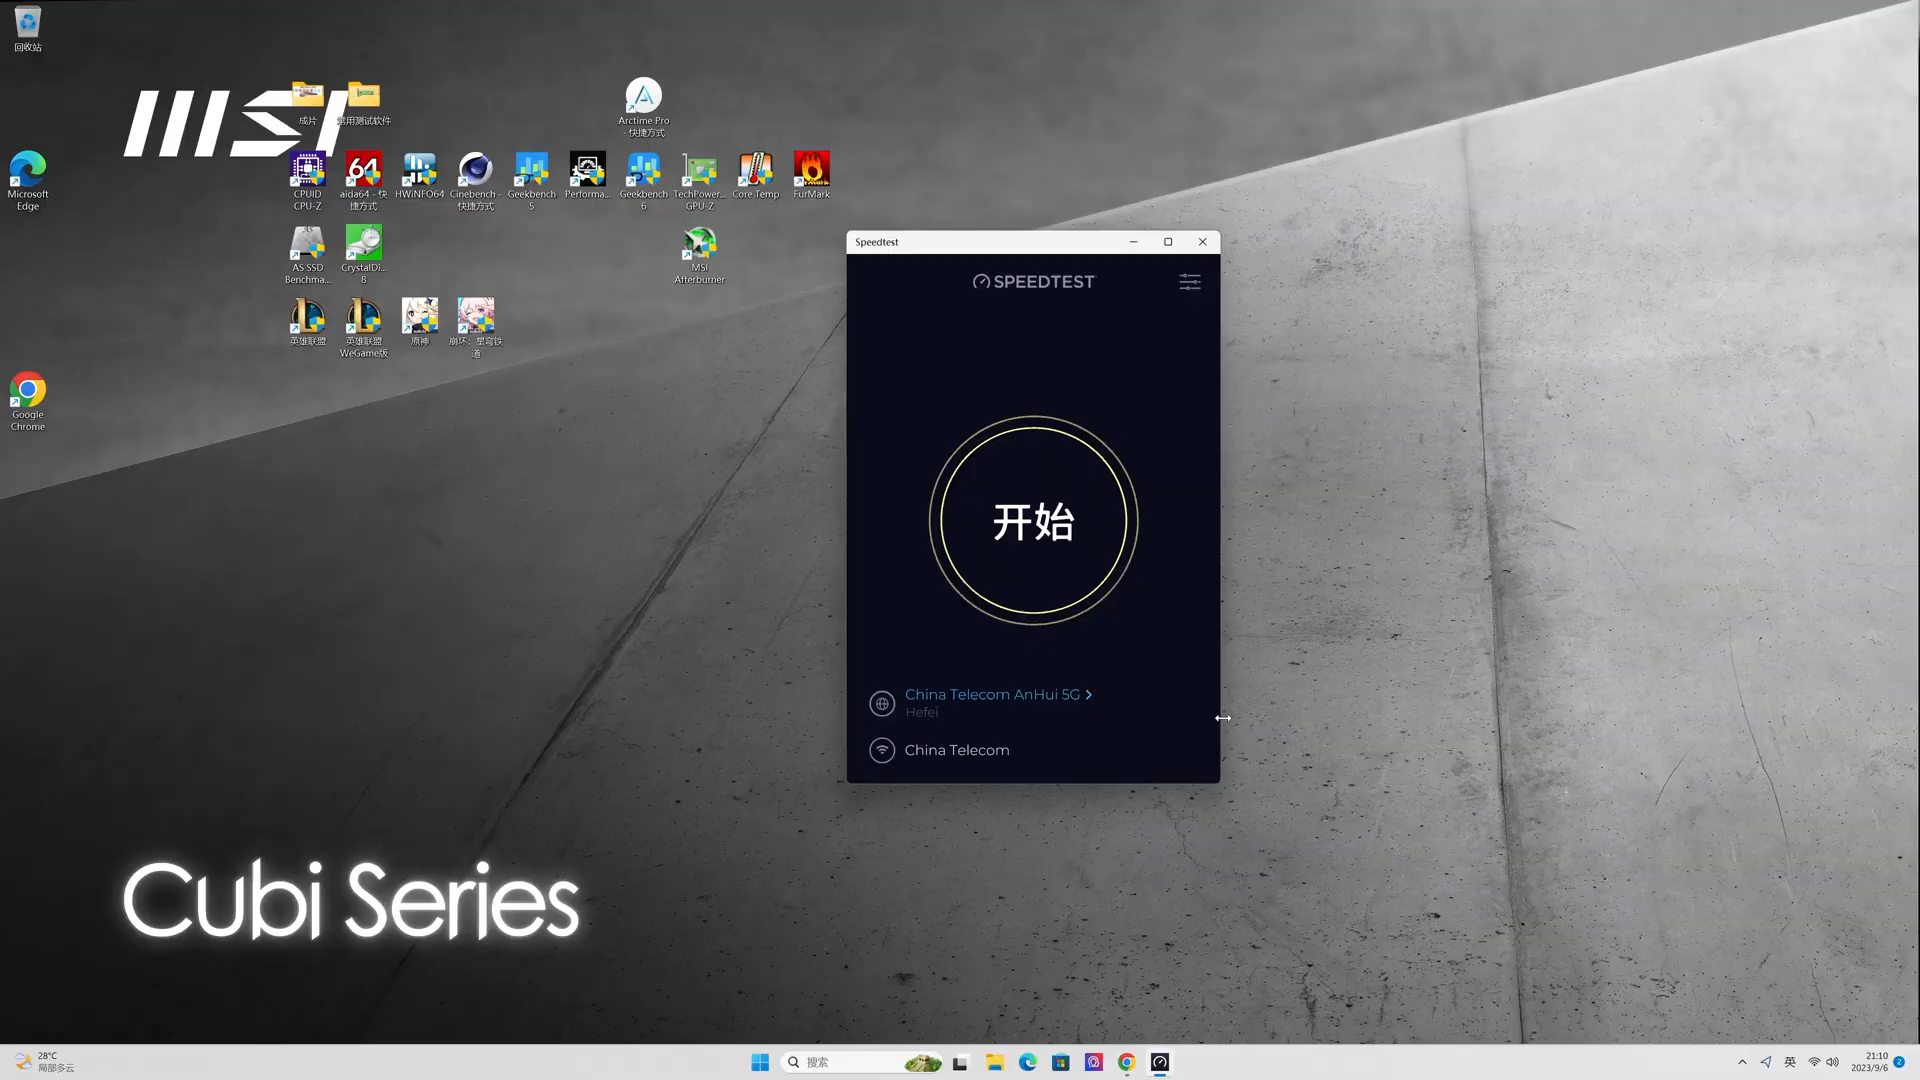 回收站
msi
成片
常用测试软件
Arctime Pro
- 快捷方式
Microsoft
Edge
CPUID
CPU-Z
64
aida64 - 快
捷方式
HWiNFO64
Cinebench -
快捷方式
Geekbench
5
Performa...
Geekbench
6
TechPower...
GPU-Z
Core Temp
FurMark
AS SSD
Benchma...
CrystalDi...
8
MSI
Afterburner
英雄联盟
英雄联盟
WeGame版
原神
崩坏：星穹铁
道
Google
Chrome
Speedtest
SPEEDTEST
开始
China Telecom AnHui 5G
Hefei
China Telecom
Cubi Series
28°C
局部多云
搜索
英
21:10
2023/9/6
2